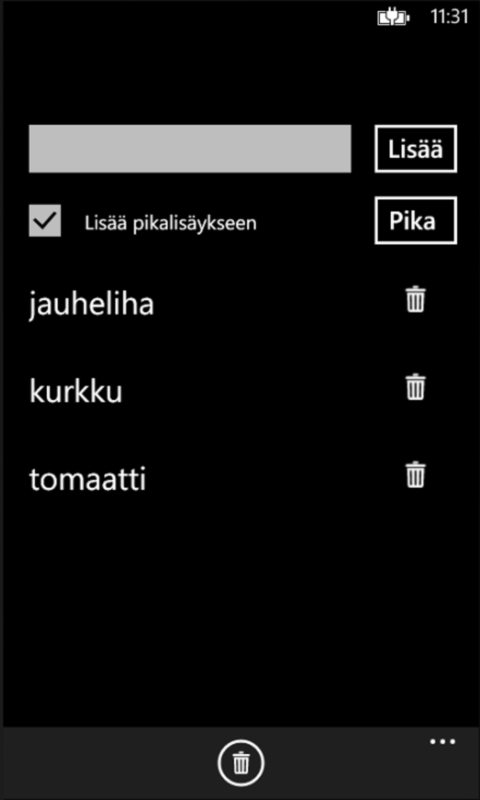 11:31
Lisää
Lisää pikalisäykseen
Pika
jauheliha
kurkku
tomaatti